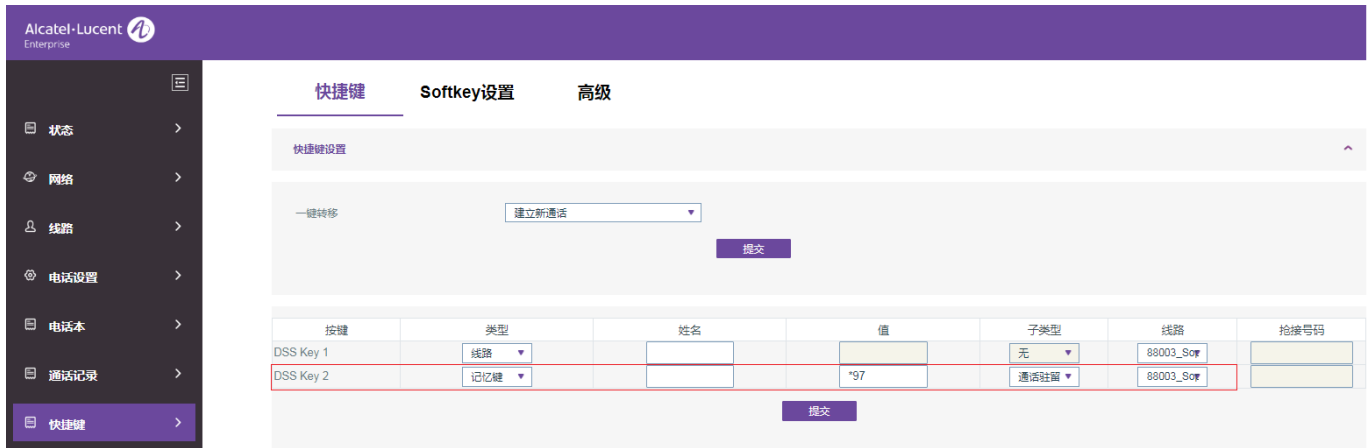 Alcatel·Lucent
Enterprise
快捷键 Softkey设置 高级
状态
快捷键设置
网络
一键转移 建立新通话
线路
提交
电话设置
电话本
按键 类型 姓名 值 子类型 线路 抢接号码
DSS Key 1 线路 无 88003_Sor
通话记录
DSS Key 2 记忆键 *97 通话驻留 88003_Sor
提交
快捷键